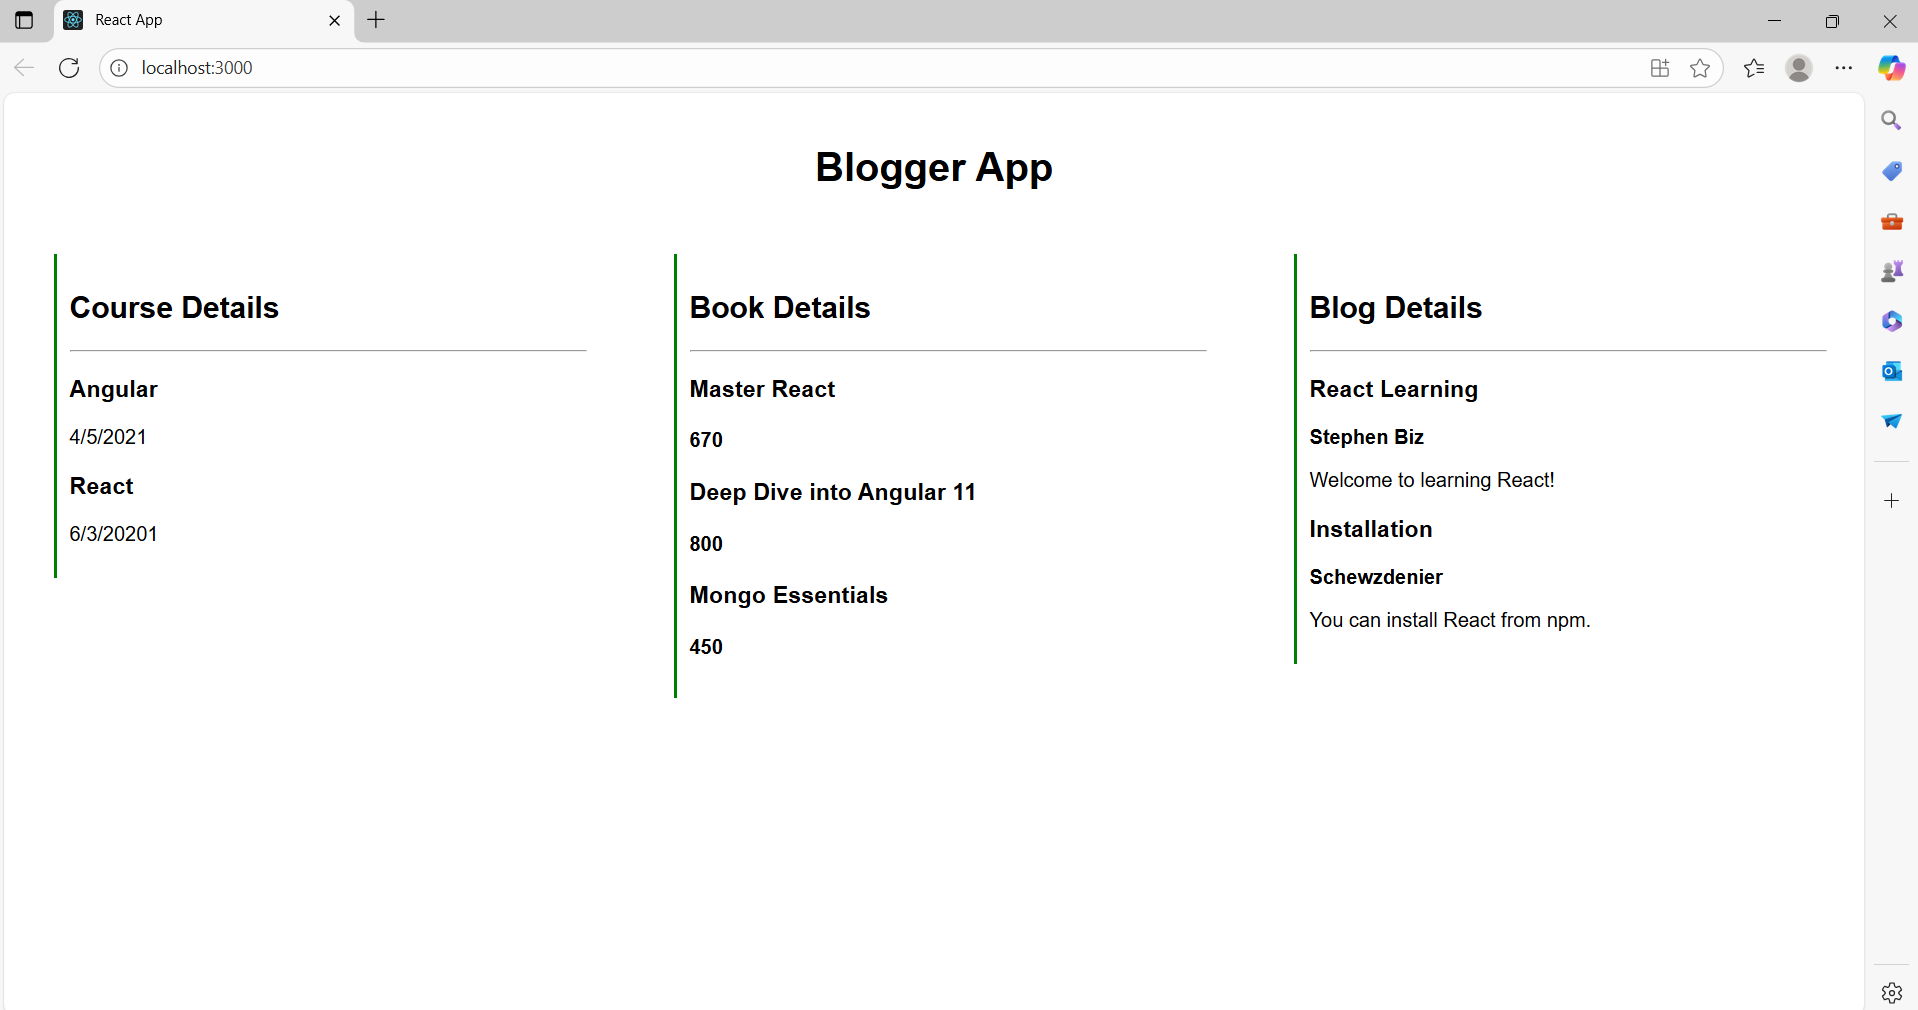 React App
localhost:3000
Blogger App
Course Details
Angular
4/5/2021
React
6/3/20201
Book Details
Master React
670
Deep Dive into Angular 11
800
Mongo Essentials
450
Blog Details
React Learning
Stephen Biz
Welcome to learning React!
Installation
Schewzdenier
You can install React from npm.